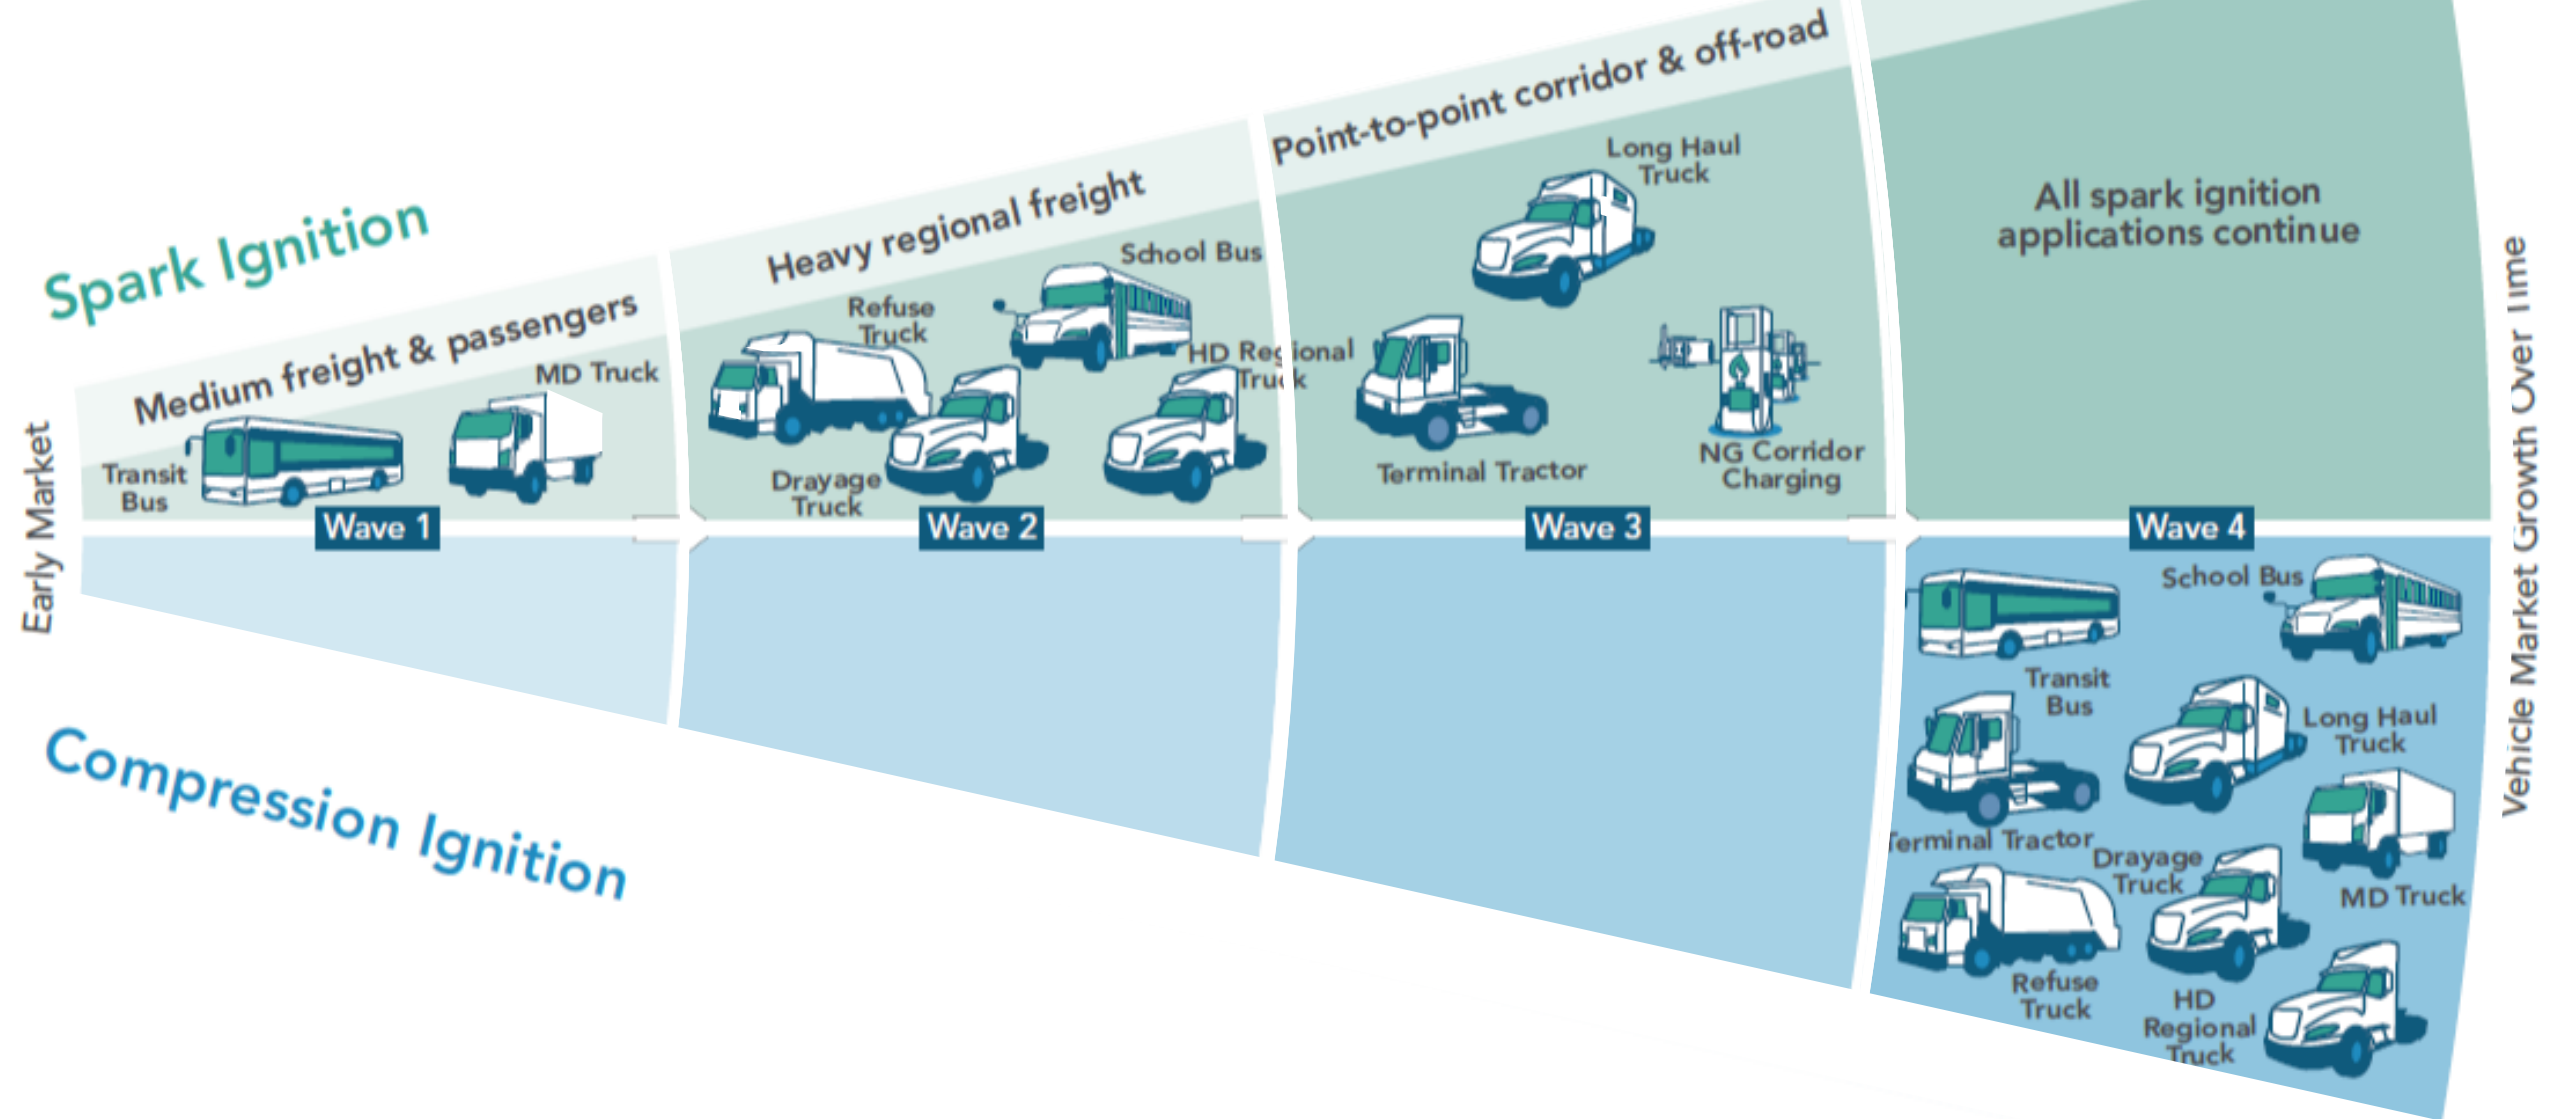 Spark Ignition
Early Market
Medium freight & passengers
Transit
Bus
MD Truck
Wave 1
Heavy regional freight
Refuse
Truck
School Bus
HD Regional
Truck
Drayage
Truck
Wave 2
Point-to-point corridor & off-road
Long Haul
Truck
Terminal Tractor
NG Corridor
Charging
Wave 3
All spark ignition
applications continue
Wave 4
Compression Ignition
School Bus
Transit
Bus
Long Haul
Truck
Terminal Tractor
Drayage
Truck
MD Truck
Refuse
Truck
HD
Regional
Truck
Vehicle Market Growth Over Time